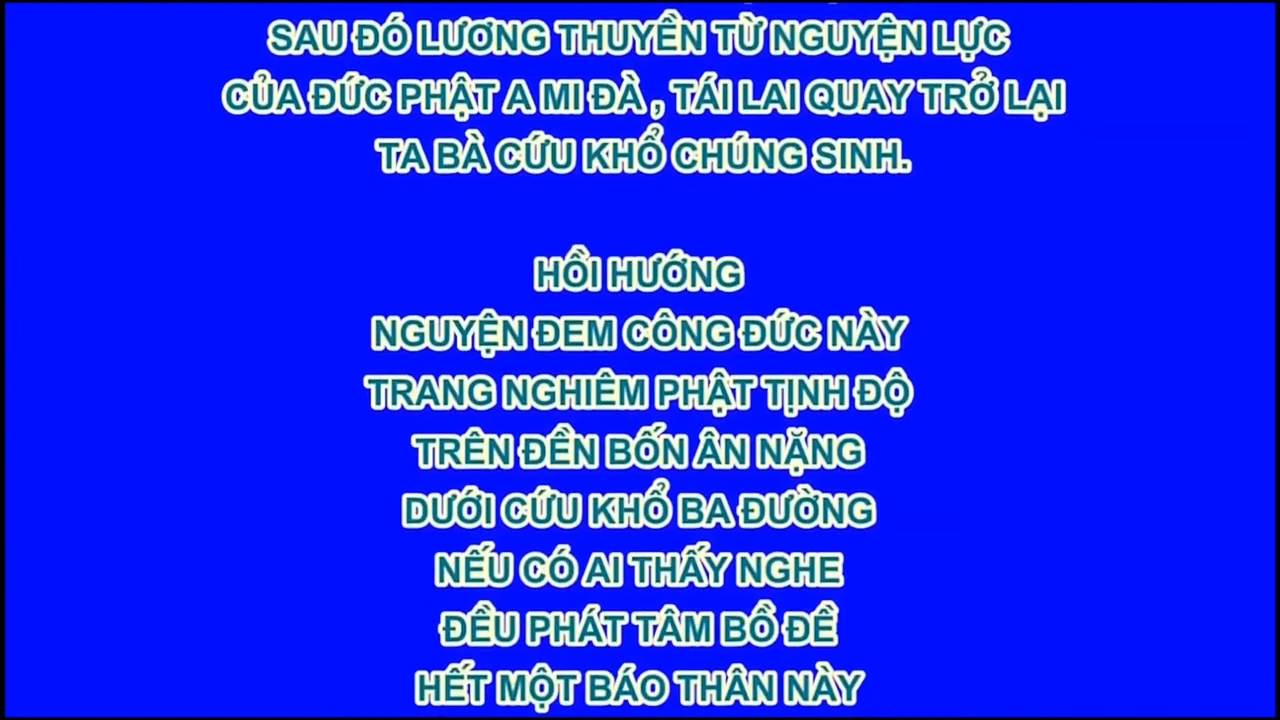 SAU ĐÓ LƯƠNG THUYỀN TỪ NGUYỆN LỰC
CỦA ĐỨC PHẬT A MI ĐÀ , TÁI LAI QUAY TRỞ LẠI
TA BÀ CỨU KHỔ CHÚNG SINH.
HỒI HƯỚNG
NGUYỆN ĐEM CÔNG ĐỨC NÀY
TRANG NGHIÊM PHẬT TỊNH ĐỘ
TRÊN ĐỀN BỐN ÂN NẶNG
DƯỚI CỨU KHỔ BA ĐƯỜNG
NẾU CÓ AI THẤY NGHE
ĐỀU PHÁT TÂM BỒ ĐỀ
HẾT MỘT BÁO THÂN NÀY